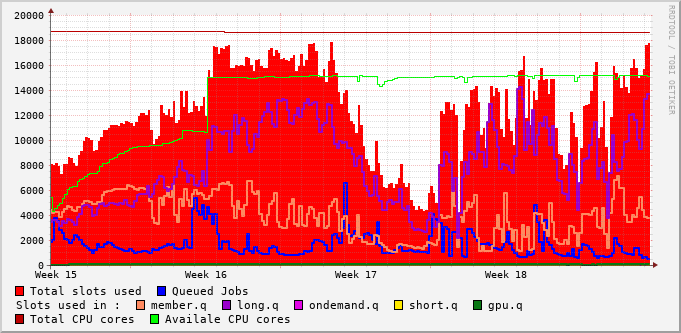 20000
18000
16000
14000
12000
10000
8000
6000
4000
2000
0
Week 15 Week 16 Week 17 Week 18
RRDTOOL / TOBI OETIKER
Total slots used Queued Jobs
Slots used in : member.q long.q ondemand.q short.q gpu.q
Total CPU cores Availale CPU cores